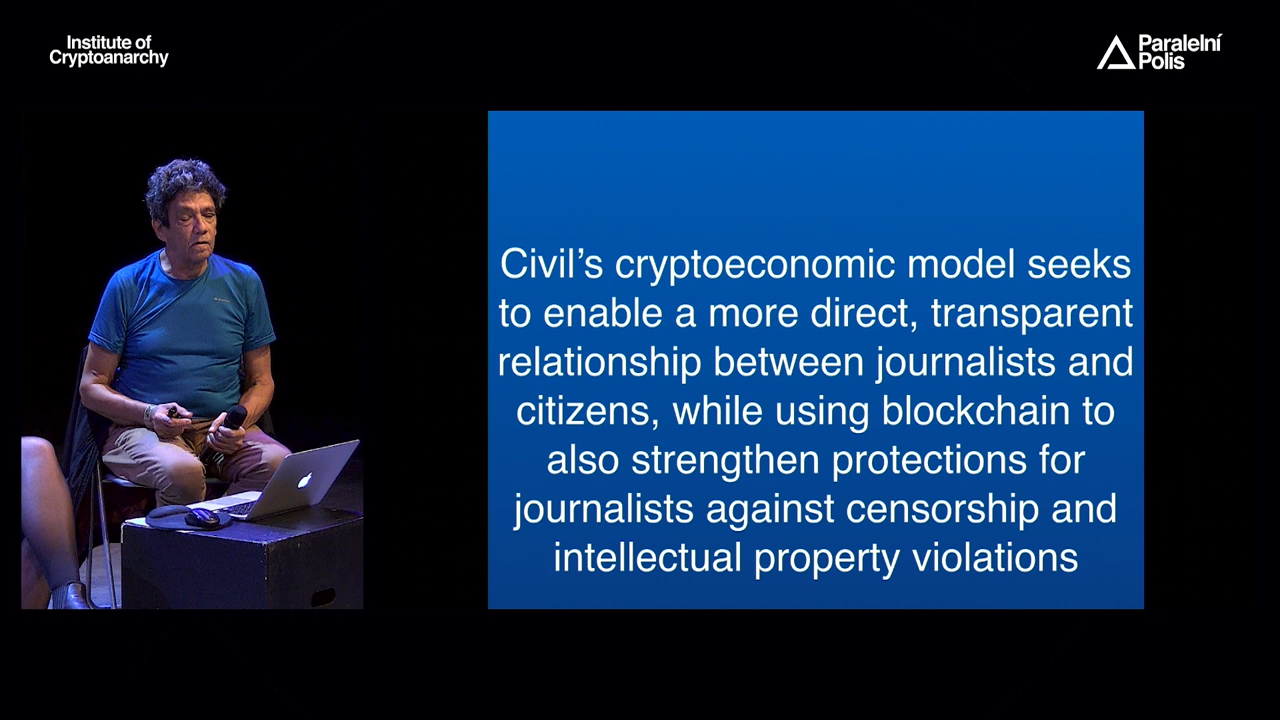 Institute of
Cryptoanarchy
Paralelní
Polis
Civil’s cryptoeconomic model seeks
to enable a more direct, transparent
relationship between journalists and
citizens, while using blockchain to
also strengthen protections for
journalists against censorship and
intellectual property violations